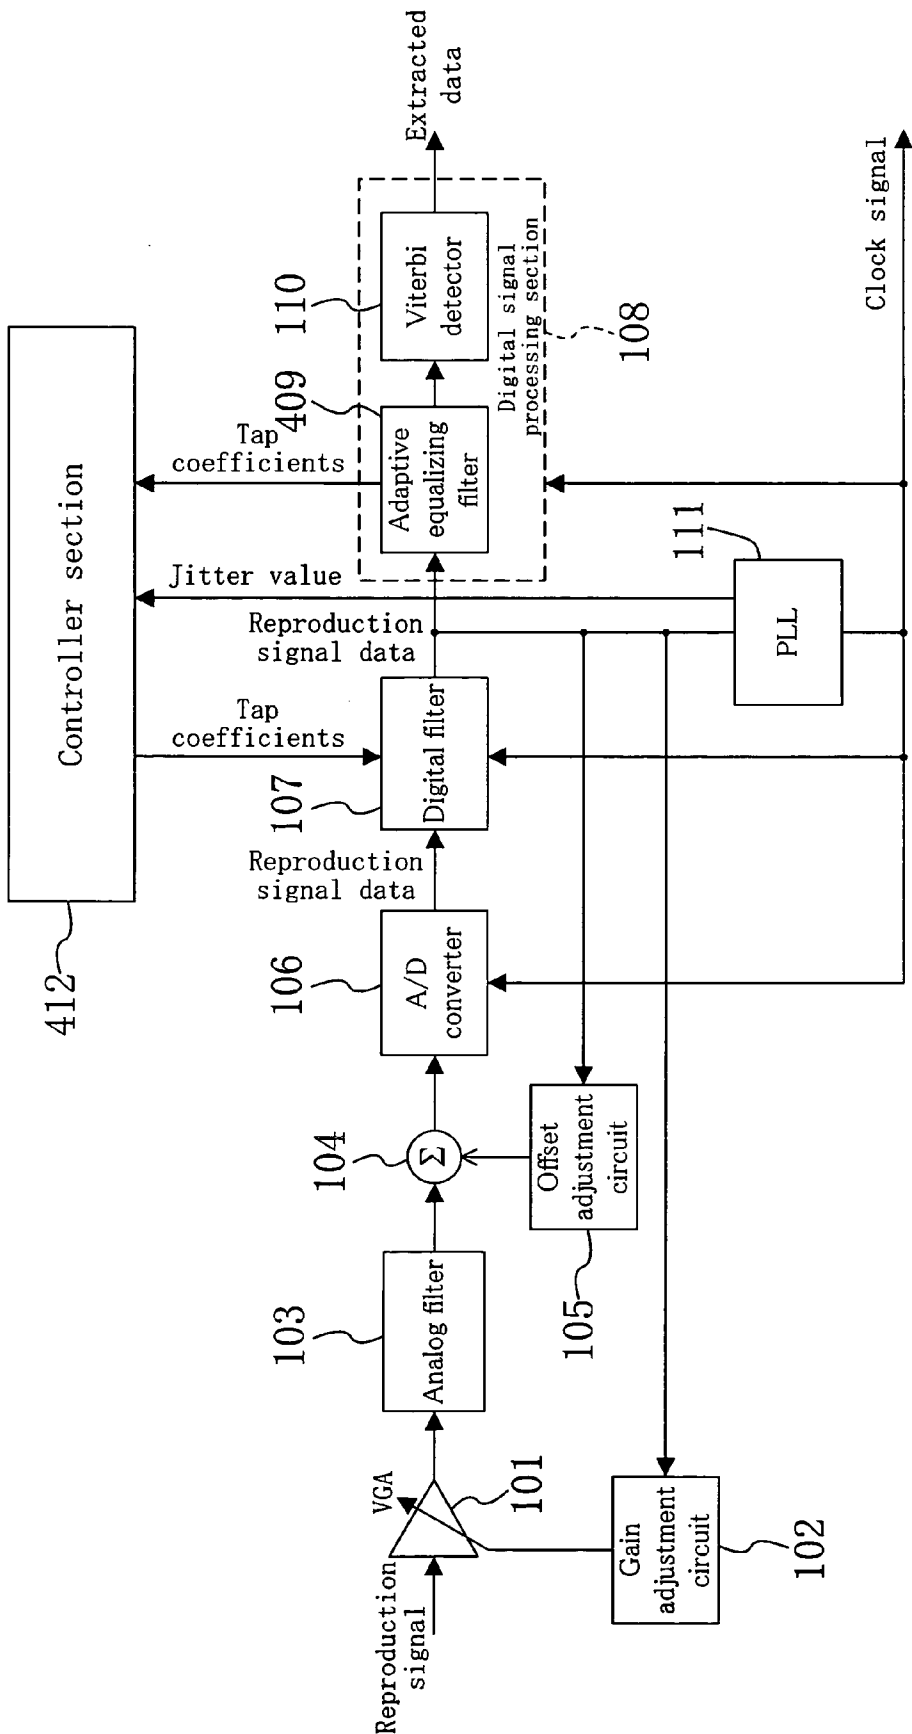 412
Controller section
Tap
coefficients
Jitter value
Tap
coefficients
Reproduction
signal
VGA
101
103
Analog filter
104
Σ
106
A/D
converter
Reproduction
signal data
107
Digital filter
Reproduction
signal data
409
Adaptive
equalizing
filter
110
Viterbi
detector
Extracted
data
Digital signal
processing section
108
Gain
adjustment
circuit
102
Offset
adjustment
circuit
105
PLL
111
Clock signal